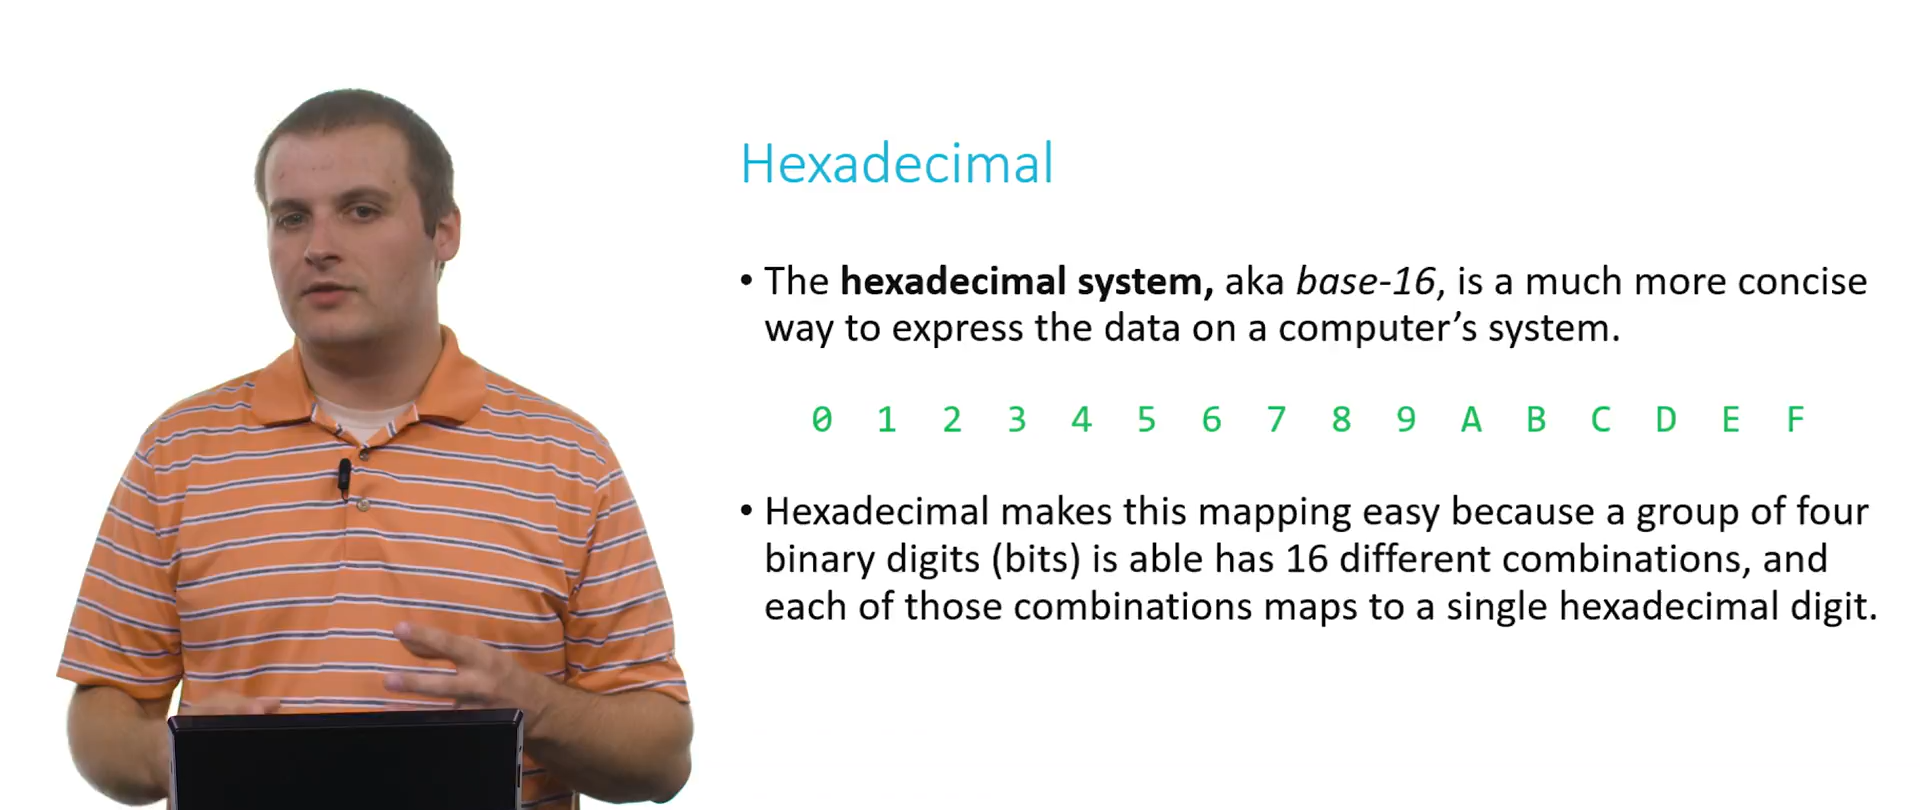 Hexadecimal
• The hexadecimal system, aka base-16, is a much more concise
way to express the data on a computer’s system.
0 1 2 3 4 5 6 7 8 9 A B C D E F
• Hexadecimal makes this mapping easy because a group of four
binary digits (bits) is able has 16 different combinations, and
each of those combinations maps to a single hexadecimal digit.